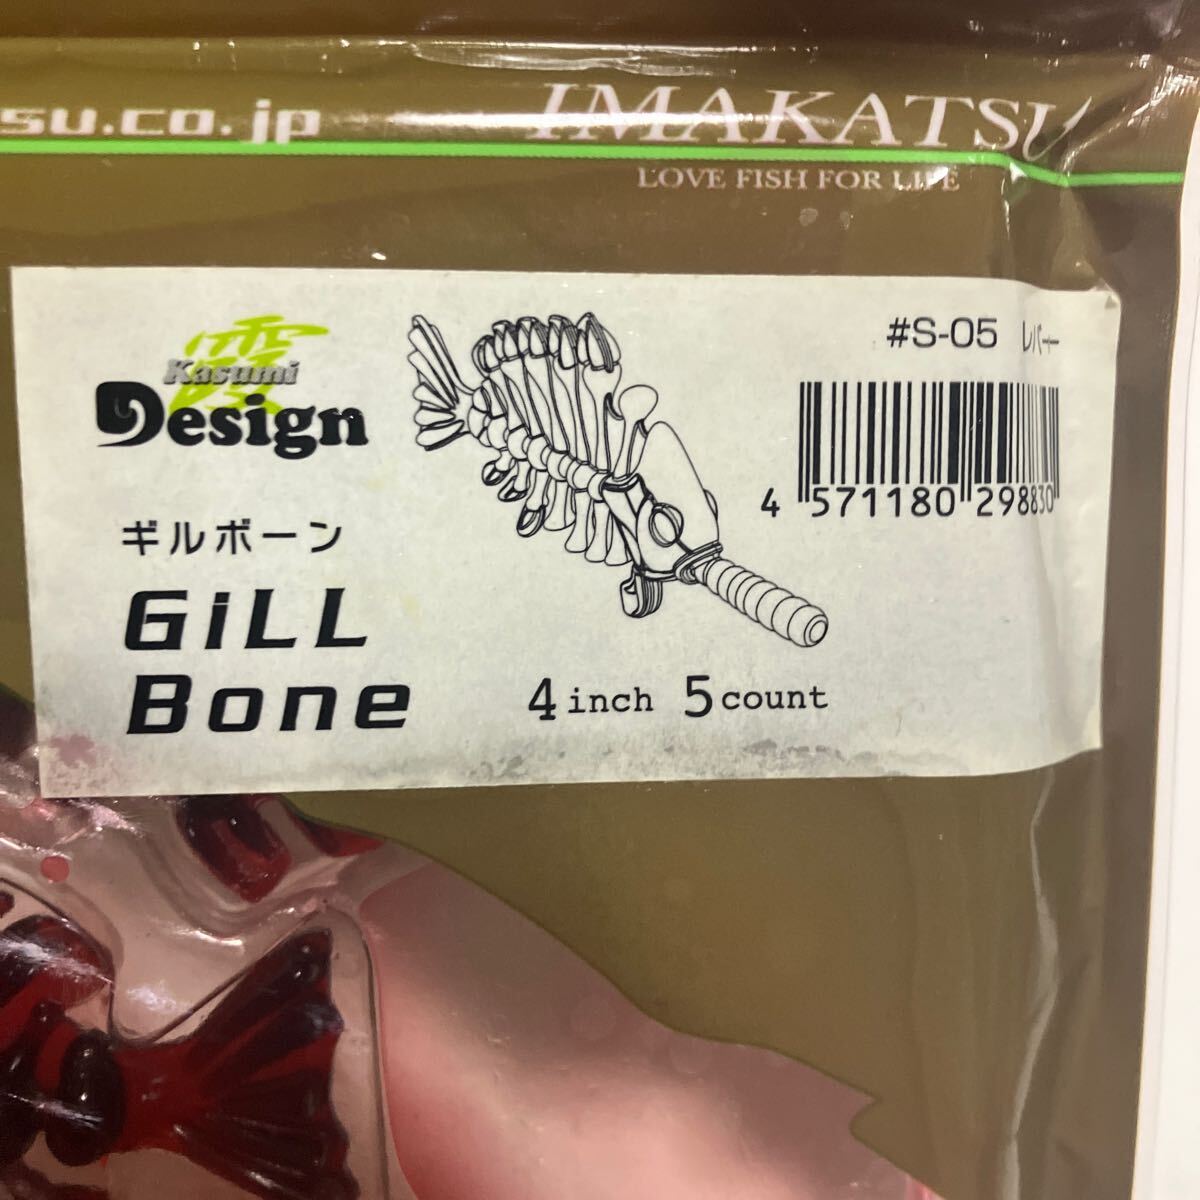 su.co.jp
IMAKATSU
LOVE FISH FOR LIFE
霞
Kasumi
Design
#S-05 レバー
4 571180 298830
ギルボーン
GiLL
Bone
4 inch 5 count